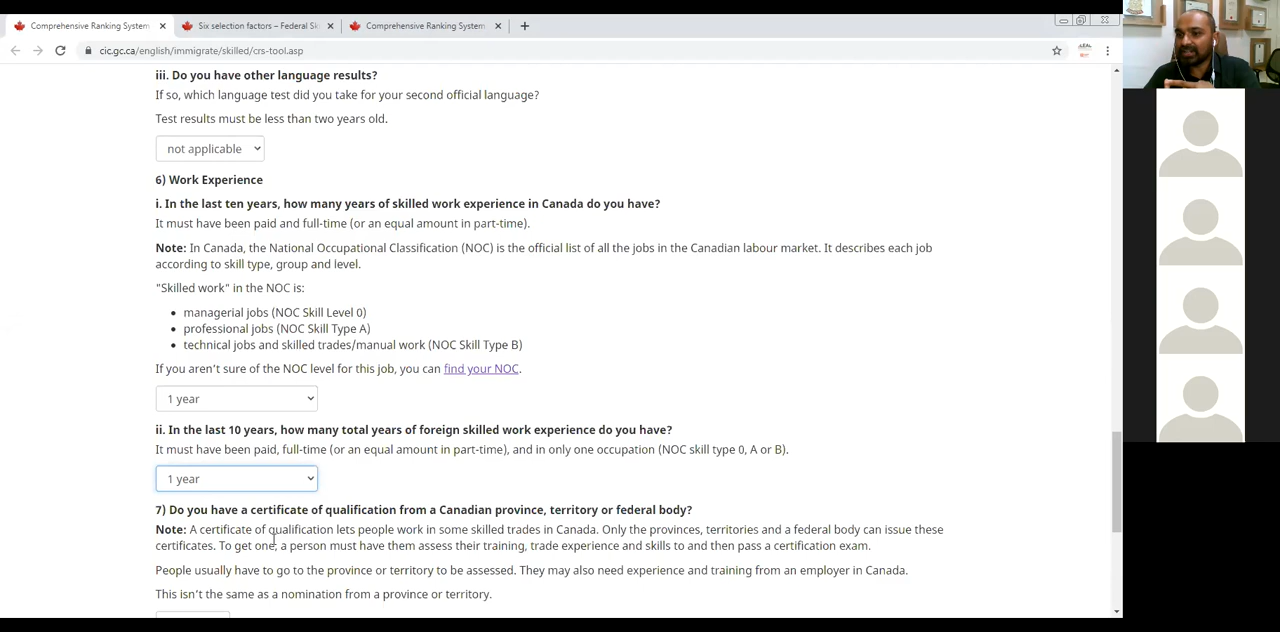 Comprehensive Ranking System
Six selection factors – Federal Sk
Comprehensive Ranking System
cic.gc.ca/english/immigrate/skilled/crs-tool.asp
iii. Do you have other language results?
If so, which language test did you take for your second official language?
Test results must be less than two years old.
not applicable
6) Work Experience
i. In the last ten years, how many years of skilled work experience in Canada do you have?
It must have been paid and full-time (or an equal amount in part-time).
Note: In Canada, the National Occupational Classification (NOC) is the official list of all the jobs in the Canadian labour market. It describes each job
according to skill type, group and level.
"Skilled work" in the NOC is:
managerial jobs (NOC Skill Level 0)
professional jobs (NOC Skill Type A)
technical jobs and skilled trades/manual work (NOC Skill Type B)
If you aren't sure of the NOC level for this job, you can find your NOC.
1 year
ii. In the last 10 years, how many total years of foreign skilled work experience do you have?
It must have been paid, full-time (or an equal amount in part-time), and in only one occupation (NOC skill type 0, A or B).
1 year
7) Do you have a certificate of qualification from a Canadian province, territory or federal body?
Note: A certificate of qualification lets people work in some skilled trades in Canada. Only the provinces, territories and a federal body can issue these
certificates. To get one, a person must have them assess their training, trade experience and skills to and then pass a certification exam.
People usually have to go to the province or territory to be assessed. They may also need experience and training from an employer in Canada.
This isn't the same as a nomination from a province or territory.